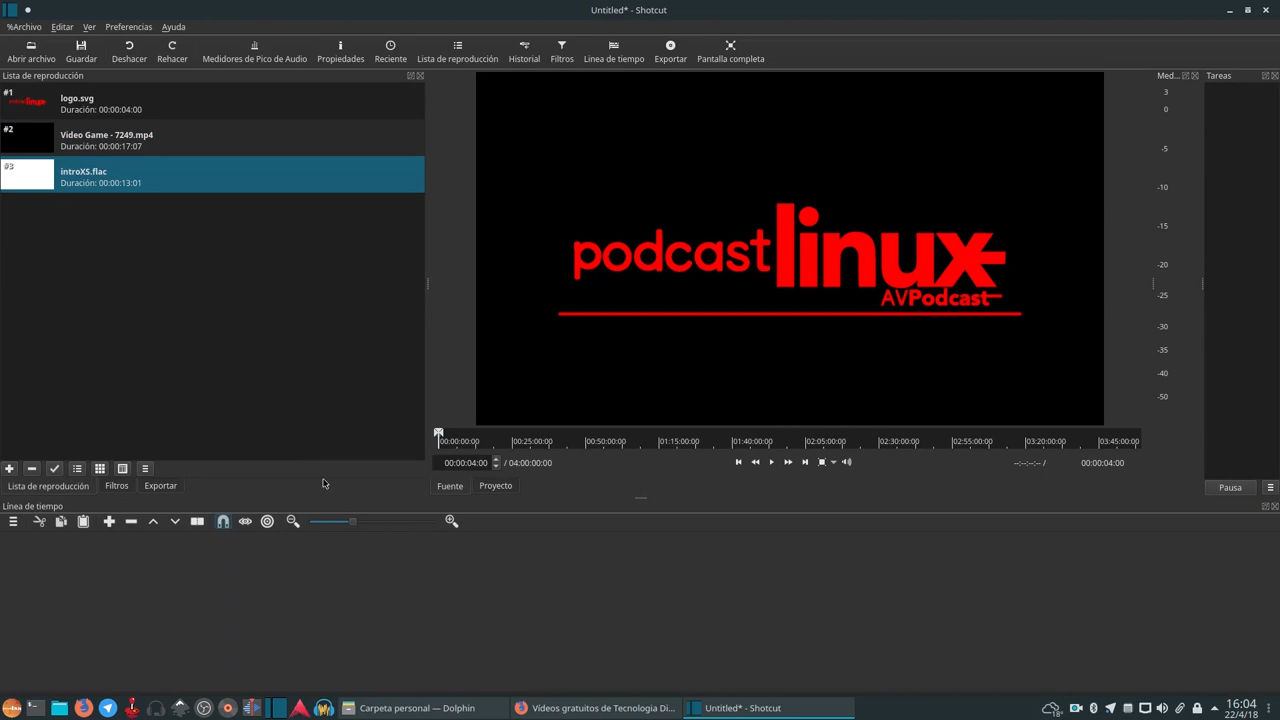 Untitled* - Shotcut
%Archivo Editar Ver Preferencias Ayuda
Abrir archivo Guardar Deshacer Rehacer Medidores de Pico de Audio Propiedades Reciente Lista de reproducción Historial Filtros Linea de tiempo Exportar Pantalla completa
Lista de reproducción
Med...
Tareas
#1
logo.svg
Duración: 00:00:04:00
#2
Video Game - 7249.mp4
Duración: 00:00:17:07
#3
introXS.flac
Duración: 00:00:13:01
podcastlinux
AVPodcast
3
0
-5
-10
-15
-20
-25
-30
-35
-40
-50
00:00:00:00 00:25:00:00 00:50:00:00 01:15:00:00 01:40:00:00 02:05:00:00 02:30:00:00 02:55:00:00 03:20:00:00 03:45:00:00
00:00:04:00 / 04:00:00:00 --:--:--:-- / 00:00:04:00
Lista de reproducción Filtros Exportar
Fuente Proyecto
Pausa
Línea de tiempo
Carpeta personal — Dolphin
Vídeos gratuitos de Tecnologia Di...
Untitled* - Shotcut
18°
16:04
22/4/18